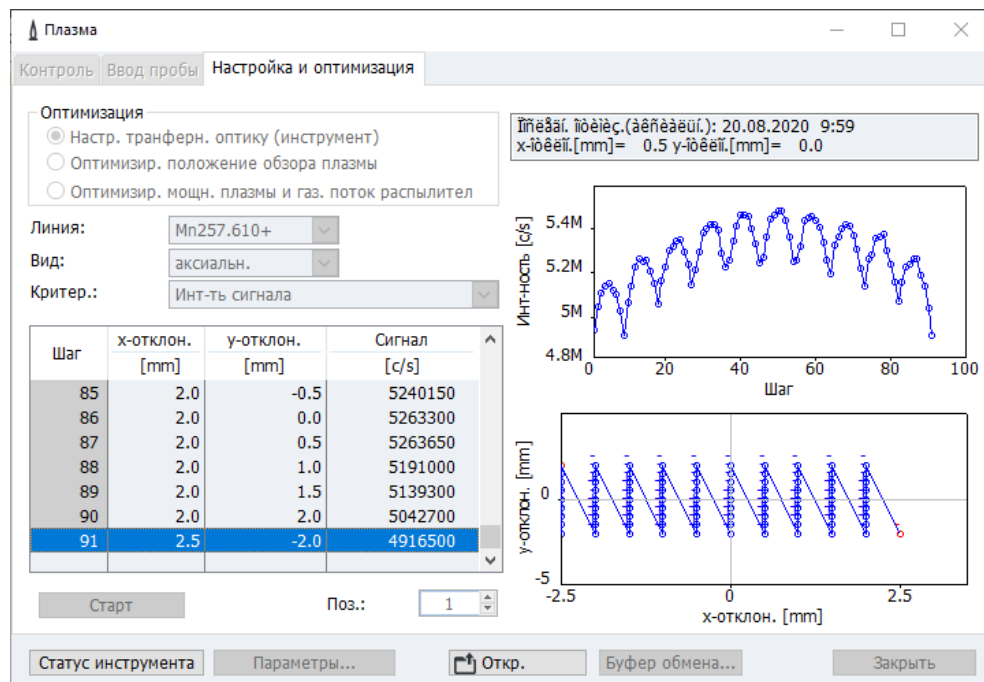 Плазма
Контроль Ввод пробы Настройка и оптимизация
Оптимизация
Настр. транферн. оптику (инструмент)
Оптимизир. положение обзора плазмы
Оптимизир. мощн. плазмы и газ. поток распылител
Линия: Mn257.610+
Вид: аксиальн.
Критер.: Инт-ть сигнала
Шаг x-отклон. y-отклон. Сигнал
[mm] [mm] [c/s]
85 2.0 -0.5 5240150
86 2.0 0.0 5263300
87 2.0 0.5 5263650
88 2.0 1.0 5191000
89 2.0 1.5 5139300
90 2.0 2.0 5042700
91 2.5 -2.0 4916500
Старт Поз.: 1
Ïîñëåäí. îïòèìèç.(àêñèàëüí.): 20.08.2020 9:59
x-îòêëîí.[mm]= 0.5 y-îòêëîí.[mm]= 0.0
Инт-ность [c/s]
5.4M
5.2M
5M
4.8M
0 20 40 60 80 100
Шаг
y-отклон. [mm]
0
-5
-2.5 0 2.5
x-отклон. [mm]
Статус инструмента Параметры... Откр. Буфер обмена... Закрыть